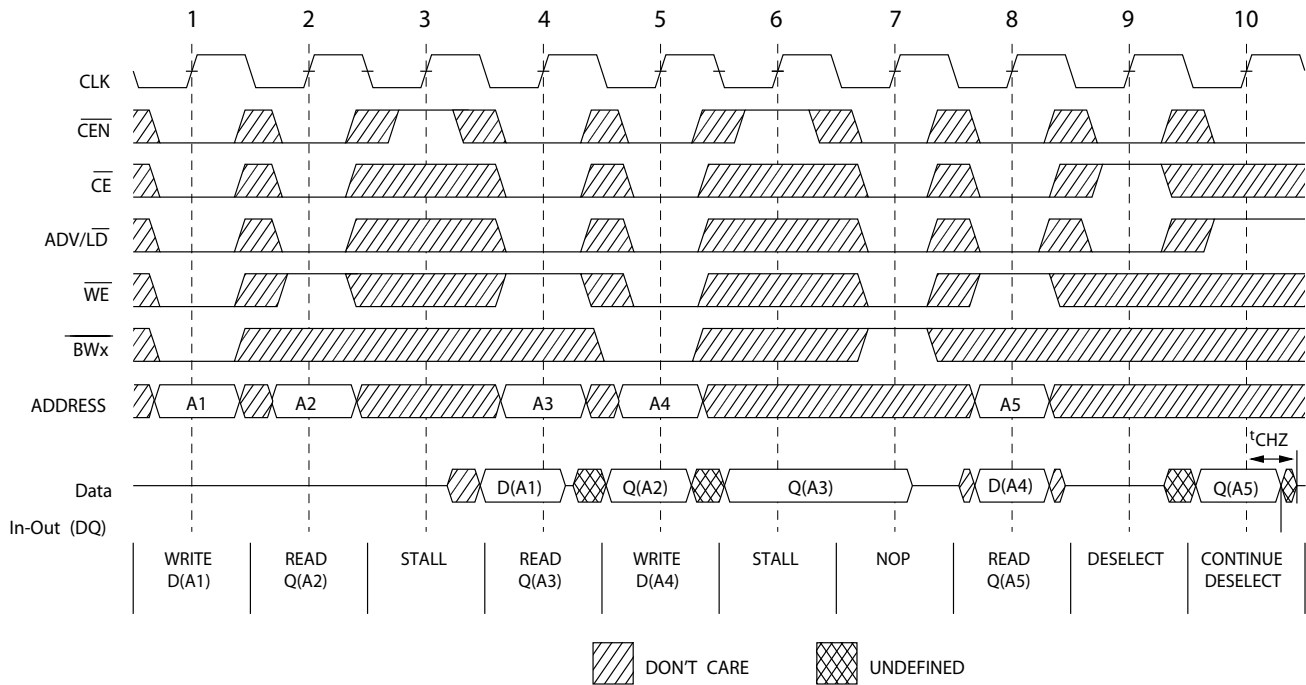 1 2 3 4 5 6 7 8 9 10
CLK
CEN
CE
ADV/LD
WE
BWx
ADDRESS A1 A2 A3 A4 A5
tCHZ
Data D(A1) Q(A2) Q(A3) D(A4) Q(A5)
In-Out (DQ)
WRITE READ STALL READ WRITE STALL NOP READ DESELECT CONTINUE
D(A1) Q(A2) Q(A3) D(A4) Q(A5) DESELECT
DON'T CARE UNDEFINED